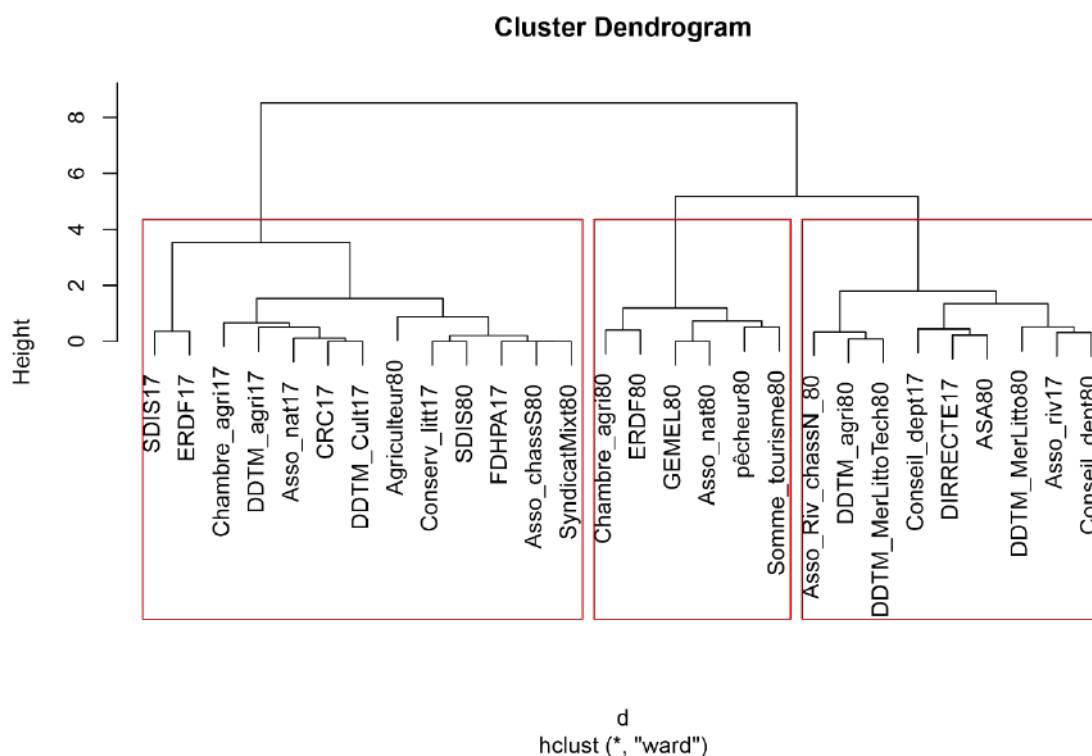 Cluster Dendrogram
Height
8
6
4
2
0
SDIS17
ERDF17
Chambre_agri17
DDTM_agri17
Asso_nat17
CRC17
DDTM_Cult17
Agriculteur80
Conserv_litt17
SDIS80
FDHPA17
Asso_chassS80
SyndicatMixt80
Chambre_agri80
ERDF80
GEMEL80
Asso_nat80
pêcheur80
Somme_tourisme80
Asso_Riv_chassN_80
DDTM_agri80
DDTM_MerLittoTech80
Conseil_dept17
DIRRECTE17
ASA80
DDTM_MerLitto80
Asso_riv17
Conseil_dept80
d
hclust (*, "ward")